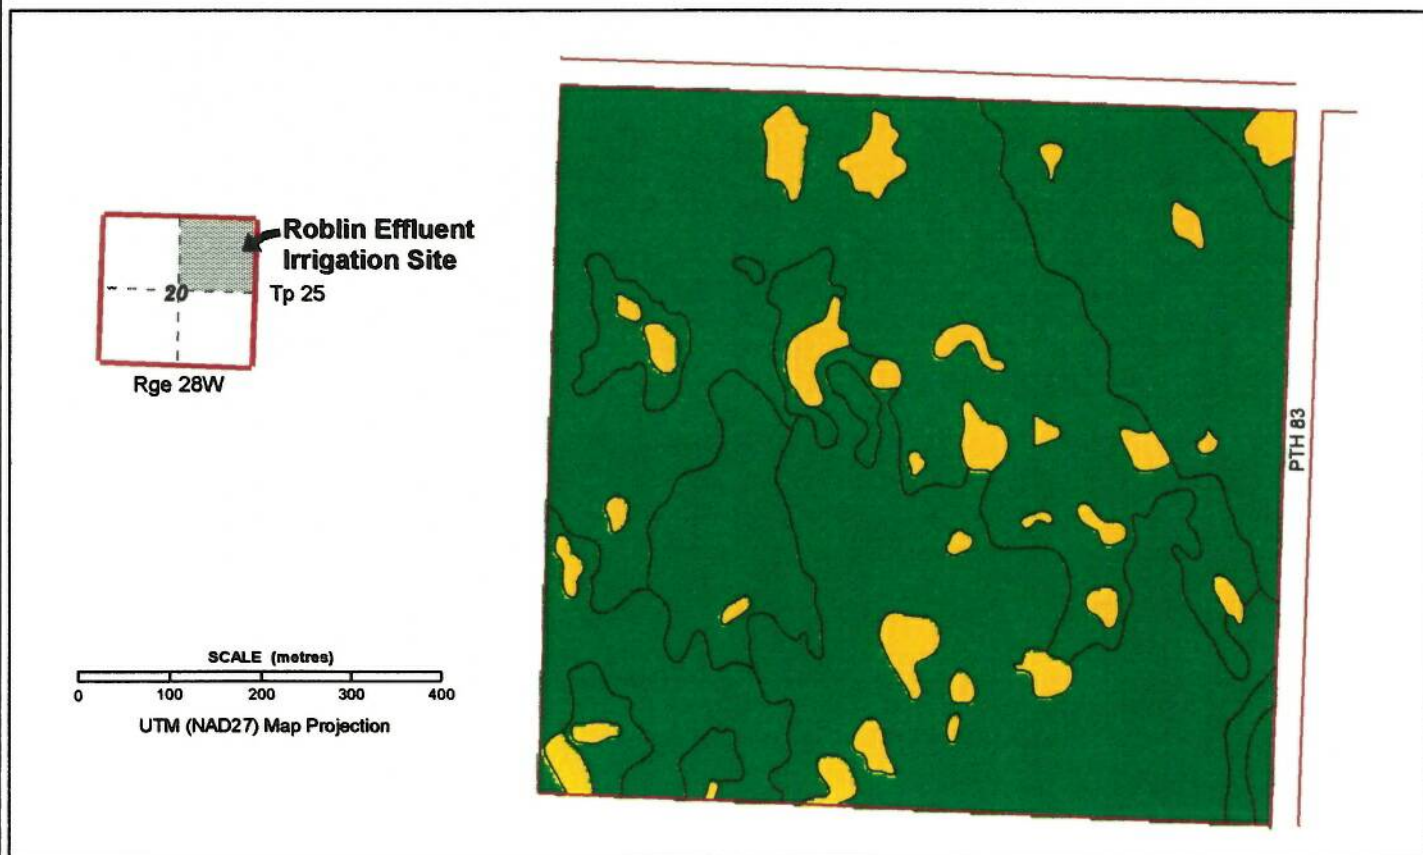 Roblin Effluent
Irrigation Site
20
Tp 25
Rge 28W
PTH 83
SCALE (metres)
0 100 200 300 400
UTM (NAD27) Map Projection